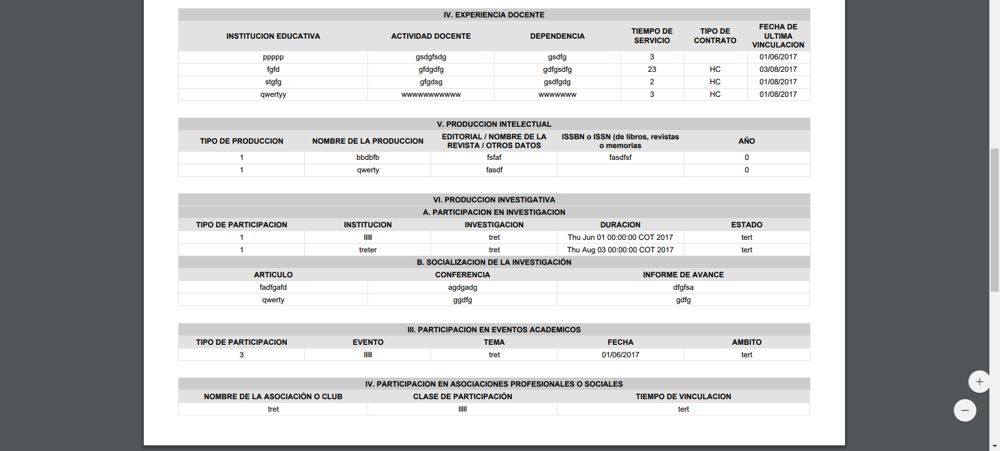 IV. EXPERIENCIA DOCENTE
INSTITUCION EDUCATIVA ACTIVIDAD DOCENTE DEPENDENCIA TIEMPO DE SERVICIO TIPO DE CONTRATO FECHA DE ULTIMA VINCULACION
ppppp gsdgfsdg gsdfg 3 01/06/2017
fgfd gfdgdfg gdfgsdfg 23 HC 03/08/2017
stgfg gfgdsg gsdfgdg 2 HC 01/08/2017
qwertyy wwwwwwwwwww wwwwwww 3 HC 01/08/2017
V. PRODUCCION INTELECTUAL
TIPO DE PRODUCCION NOMBRE DE LA PRODUCCION EDITORIAL / NOMBRE DE LA REVISTA / OTROS DATOS ISSBN o ISSN (de libros, revistas o memorias AÑO
1 bbdbfb fsfaf fasdfsf 0
1 qwerty fasdf 0
VI. PRODUCCION INVESTIGATIVA
A. PARTICIPACION EN INVESTIGACION
TIPO DE PARTICIPACION INSTITUCION INVESTIGACION DURACION ESTADO
1 lllll tret Thu Jun 01 00:00:00 COT 2017 tert
1 treter tret Thu Aug 03 00:00:00 COT 2017 tert
B. SOCIALIZACION DE LA INVESTIGACIÓN
ARTICULO CONFERENCIA INFORME DE AVANCE
fadfgafd agdgadg dfgfsa
qwerty ggdfg gdfg
III. PARTICIPACION EN EVENTOS ACADEMICOS
TIPO DE PARTICIPACION EVENTO TEMA FECHA AMBITO
3 lllll tret 01/06/2017 tert
IV. PARTICIPACION EN ASOCIACIONES PROFESIONALES O SOCIALES
NOMBRE DE LA ASOCIACIÓN O CLUB CLASE DE PARTICIPACIÓN TIEMPO DE VINCULACION
tret lllll tert